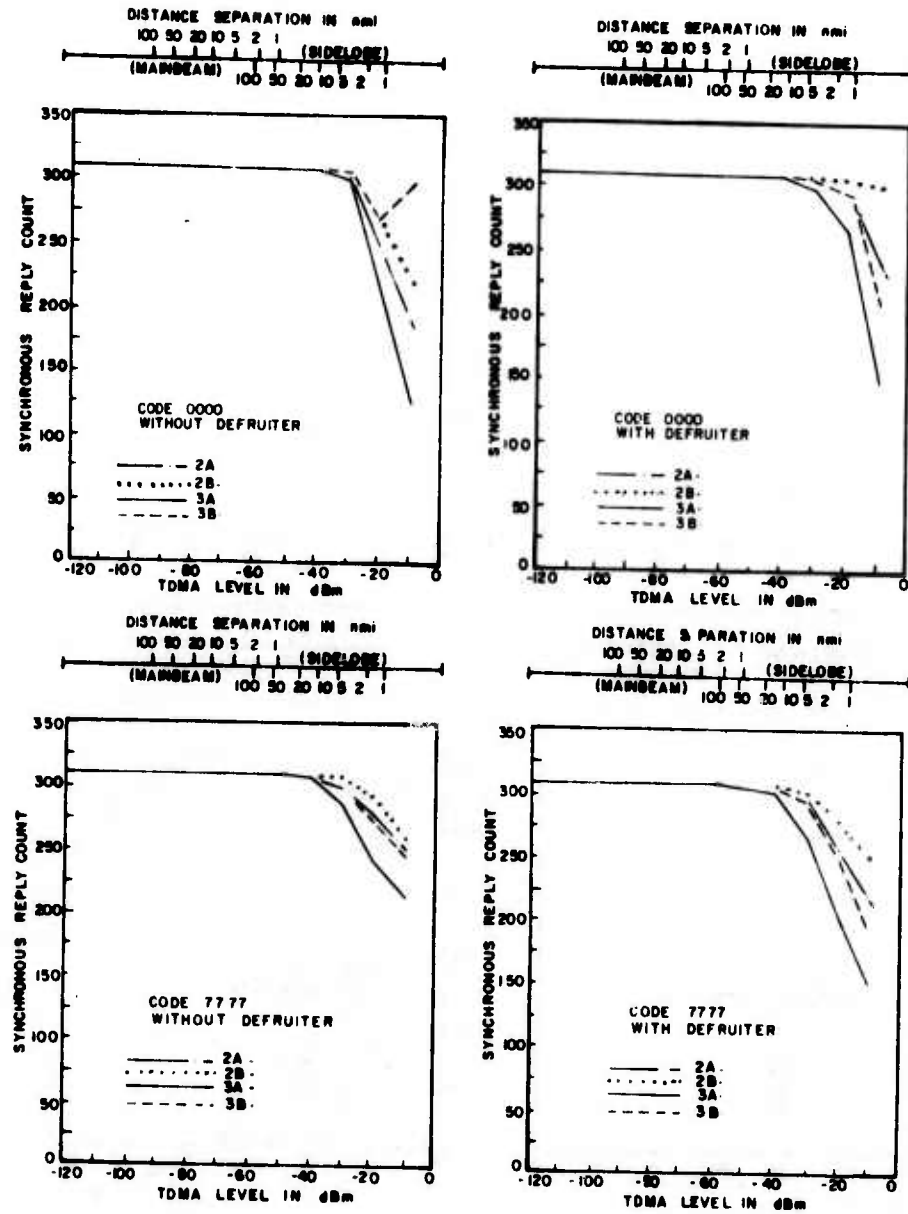 DISTANCE SEPARATION IN nmi
100 50 20 10 5 2 1
(SIDELOBE)
(MAINBEAM)
100 50 20 10 5 2 1
350
300
250
200
150
100
50
0
SYNCHRONOUS REPLY COUNT
CODE 0000
WITHOUT DEFRUITER
2A
2B
3A
3B
-120 -100 -80 -60 -40 -20 0
TDMA LEVEL IN dBm
DISTANCE SEPARATION IN nmi
100 50 20 10 5 2 1
(SIDELOBE)
(MAINBEAM)
100 50 20 10 5 2 1
350
300
250
200
150
100
50
0
SYNCHRONOUS REPLY COUNT
CODE 0000
WITH DEFRUITER
2A
2B
3A
3B
-120 -100 -80 -60 -40 -20 0
TDMA LEVEL IN dBm
DISTANCE SEPARATION IN nmi
100 50 20 10 5 2 1
(SIDELOBE)
(MAINBEAM)
100 50 20 10 5 2 1
350
300
250
200
150
100
50
0
SYNCHRONOUS REPLY COUNT
CODE 7777
WITHOUT DEFRUITER
2A
2B
3A
3B
-120 -100 -80 -60 -40 -20 0
TDMA LEVEL IN dBm
DISTANCE S PARATION IN nmi
100 50 20 10 5 2 1
(SIDELOBE)
(MAINBEAM)
100 50 20 10 5 2 1
350
300
250
200
150
100
50
0
SYNCHRONOUS REPLY COUNT
CODE 7777
WITH DEFRUITER
2A
2B
3A
3B
-120 -100 -80 -60 -40 -20 0
TDMA LEVEL IN dBm